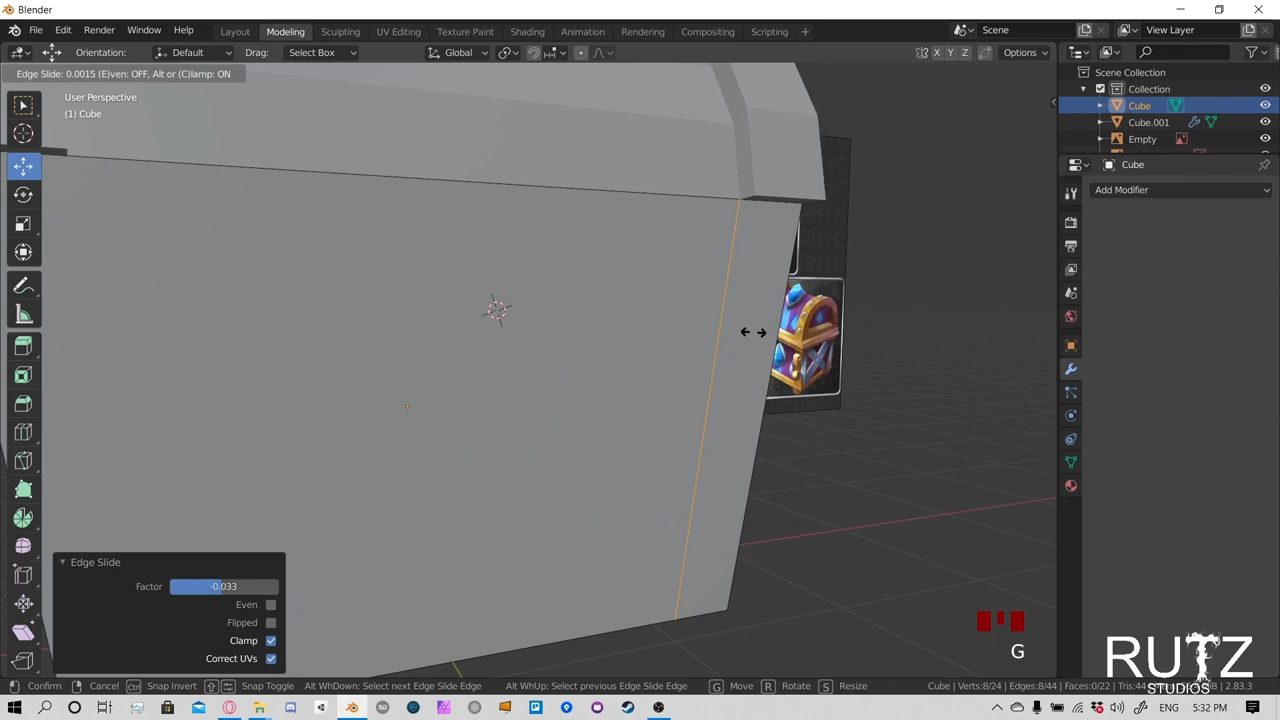 Blender
File Edit Render Window Help Layout Modeling Sculpting UV Editing Texture Paint Shading Animation Rendering Compositing Scripting + Scene View Layer
Orientation: Default Drag: Select Box Global X Y Z Options
Edge Slide: 0.0015 (E)ven: OFF, Alt or (C)lamp: ON
User Perspective
(1) Cube
Scene Collection
Collection
Cube
Cube.001
Empty
Cube
Add Modifier
Edge Slide
Factor -0.033
Even
Flipped
Clamp
Correct UVs
G
RUTZ
STUDIOS
Confirm Cancel Ctrl Snap Invert Snap Toggle Alt WhDown: Select next Edge Slide Edge Alt WhUp: Select previous Edge Slide Edge G Move R Rotate S Resize Cube | Verts:8/24 | Edges:8/44 | Faces:0/22 | Tris:44 2.83.3
5:32 PM